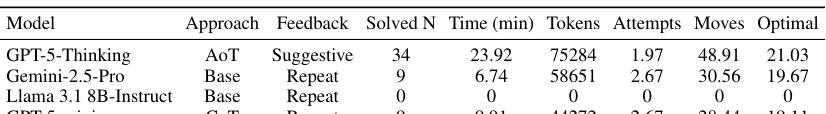 Model Approach Feedback Solved N Time (min) Tokens Attempts Moves Optimal
GPT-5-Thinking AoT Suggestive 34 23.92 75284 1.97 48.91 21.03
Gemini-2.5-Pro Base Repeat 9 6.74 58651 2.67 30.56 19.67
Llama 3.1 8B-Instruct Base Repeat 0 0 0 0 0 0